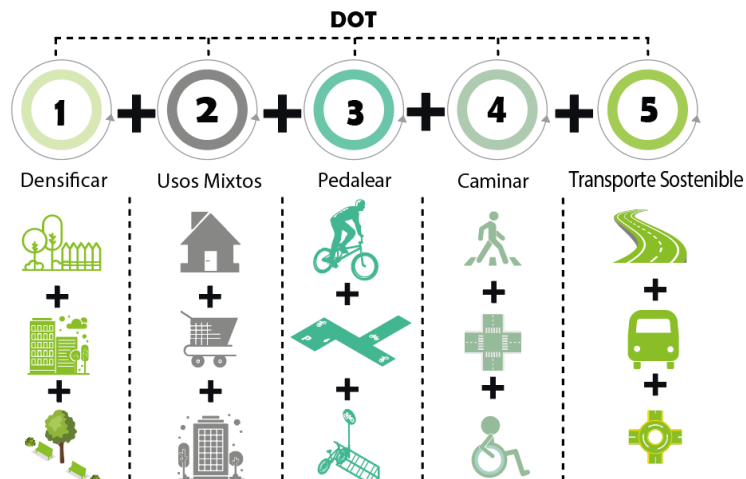 DOT
1 + 2 + 3 + 4 + 5
Densificar
Usos Mixtos
Pedalear
Caminar
Transporte Sostenible
+ + + + +
P
+ + + + +